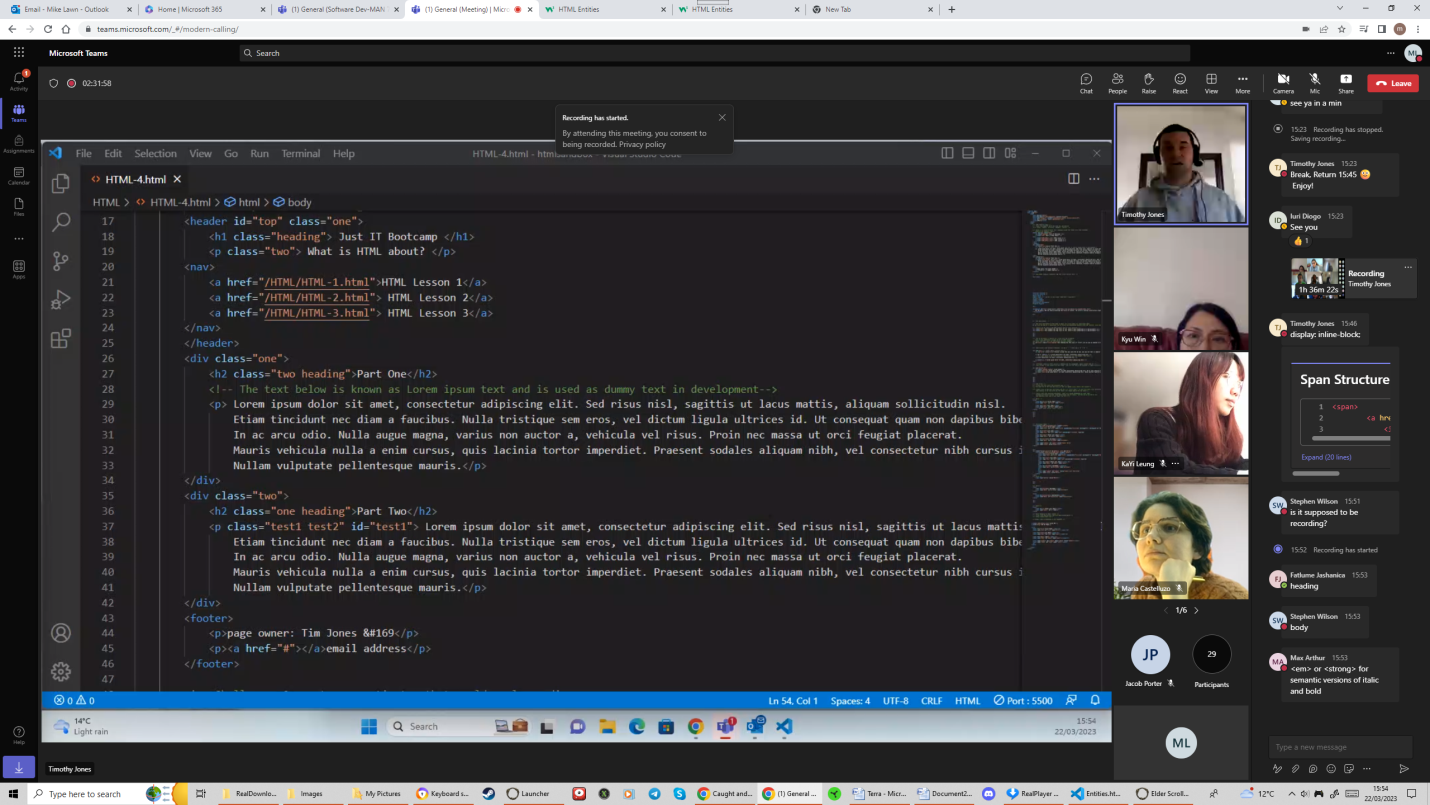 Email - Mike Lawn - Outlook
Home | Microsoft 365
(1) General (Software Dev-MAN
(1) General (Meeting) | Micro
HTML Entities
HTML Entities
New Tab
teams.microsoft.com/_#/modern-calling/
Microsoft Teams
Search
ML
Activity
Teams
Assignments
Calendar
Files
Apps
Help
02:31:58
Chat
People
Raise
React
View
More
Camera
Mic
Share
Leave
Recording has started.
By attending this meeting, you consent to
being recorded. Privacy policy
File Edit Selection View Go Run Terminal Help
HTML-4.html
HTML > HTML-4.html > html > body
17 <header id="top" class="one">
18 <h1 class="heading"> Just IT Bootcamp </h1>
19 <p class="two"> What is HTML about? </p>
20 <nav>
21 <a href="/HTML/HTML-1.html">HTML Lesson 1</a>
22 <a href="/HTML/HTML-2.html"> HTML Lesson 2</a>
23 <a href="/HTML/HTML-3.html"> HTML Lesson 3</a>
24 </nav>
25 </header>
26 <div class="one">
27 <h2 class="two heading">Part One</h2>
28 <!-- The text below is known as Lorem ipsum text and is used as dummy text in development-->
29 <p> Lorem ipsum dolor sit amet, consectetur adipiscing elit. Sed risus nisl, sagittis ut lacus mattis, aliquam sollicitudin nisl.
30 Etiam tincidunt nec diam a faucibus. Nulla tristique sem eros, vel dictum ligula ultrices id. Ut consequat quam non dapibus bibe
31 In ac arcu odio. Nulla augue magna, varius non auctor a, vehicula vel risus. Proin nec massa ut orci feugiat placerat.
32 Mauris vehicula nulla a enim cursus, quis lacinia tortor imperdiet. Praesent sodales aliquam nibh, vel consectetur nibh cursus i
33 Nullam vulputate pellentesque mauris.</p>
34 </div>
35 <div class="two">
36 <h2 class="one heading">Part Two</h2>
37 <p class="test1 test2" id="test1"> Lorem ipsum dolor sit amet, consectetur adipiscing elit. Sed risus nisl, sagittis ut lacus mattis
38 Etiam tincidunt nec diam a faucibus. Nulla tristique sem eros, vel dictum ligula ultrices id. Ut consequat quam non dapibus bibe
39 In ac arcu odio. Nulla augue magna, varius non auctor a, vehicula vel risus. Proin nec massa ut orci feugiat placerat.
40 Mauris vehicula nulla a enim cursus, quis lacinia tortor imperdiet. Praesent sodales aliquam nibh, vel consectetur nibh cursus i
41 Nullam vulputate pellentesque mauris.</p>
42 </div>
43 <footer>
44 <p>page owner: Tim Jones &#169</p>
45 <p><a href="#"></a>email address</p>
46 </footer>
47
0 0
Ln 54, Col 1 Spaces: 4 UTF-8 CRLF HTML Port : 5500
14°C
Light rain
Search
15:54
22/03/2023
Timothy Jones
Timothy Jones
Kyu Win
KaYi Leung
Maria Castelluzo
1/6
JP
Jacob Porter
29
Participants
ML
see ya in a min
15:23 Recording has stopped.
Saving recording...
TJ
Timothy Jones 15:23
Break, Return 15:45
Enjoy!
ID
Iuri Diogo 15:23
See you
1
Recording
Timothy Jones
1h 36m 22s
TJ
Timothy Jones 15:46
display: inline-block;
Span Structure
1 <span>
2 <a hre
3
Expand (20 lines)
SW
Stephen Wilson 15:51
is it supposed to be
recording?
15:52 Recording has started
FJ
Fatlume Jashanica 15:53
heading
SW
Stephen Wilson 15:53
body
MA
Max Arthur 15:53
<em> or <strong> for
semantic versions of italic
and bold
Type a new message
Type here to search
RealDownlo...
Images
My Pictures
Keyboard s...
Launcher
Caught and...
(1) General ...
Terra - Micr...
Document2...
RealPlayer ...
Entities.ht...
Elder Scroll...
12°C
15:54
22/03/2023